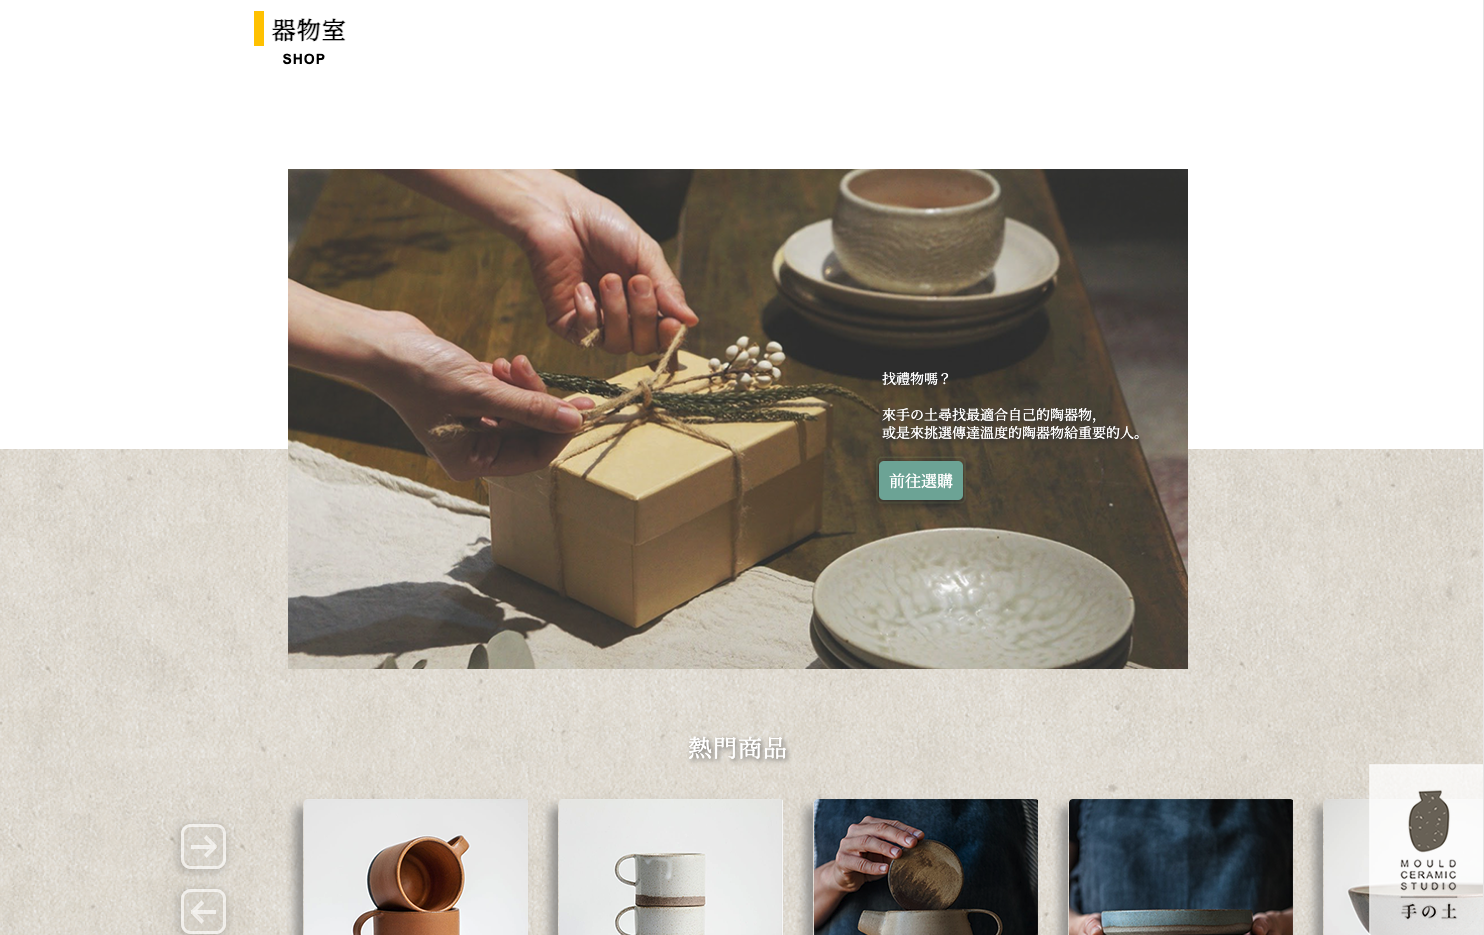 器物室
SHOP
找禮物嗎？
來手の土尋找最適合自己的陶器物，
或是來挑選傳達溫度的陶器物給重要的人。
前往選購
熱門商品
MOULD
CERAMIC
STUDIO
手の土